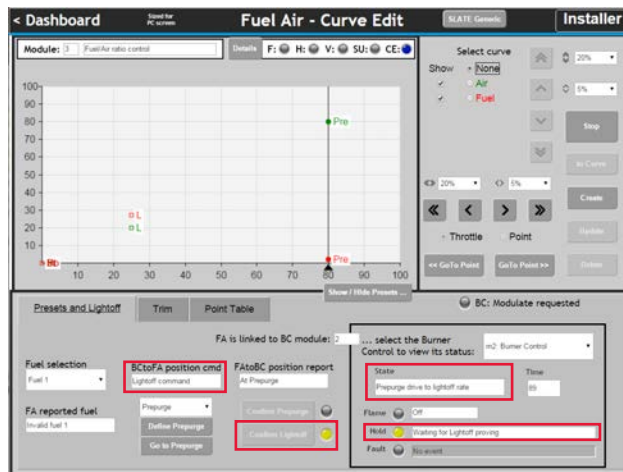 < Dashboard
Sized for
PC screen
Fuel Air - Curve Edit
SLATE Generic
Installer
Module: 3 Fuel/Air ratio control
Details
F: H: V: SU: CE:
Select curve
Show
None
Air
Fuel
20%
5%
Stop
In Curve
Create
Update
Delete
20%
5%
« < > »
Throttle
Point
<< GoTo Point
GoTo Point >>
100
90
80
70
60
50
40
30
20
10
0
10 20 30 40 50 60 70 80 90 100
Pre
Pre
L
L
Show / Hide Presets ...
Presets and Lightoff
Trim
Point Table
BC: Modulate requested
FA is linked to BC module: 2
... select the Burner
Control to view its status:
m2: Burner Control
Fuel selection
Fuel 1
BCtoFA position cmd
Lightoff command
FAtoBC position report
At Prepurge
State
Prepurge drive to lightoff rate
Time
89
FA reported fuel
Invalid fuel 1
Prepurge
Define Prepurge
Go to Prepurge
Confirm Prepurge
Confirm Lightoff
Flame
Off
Hold
Waiting for Lightoff proving
Fault
No event